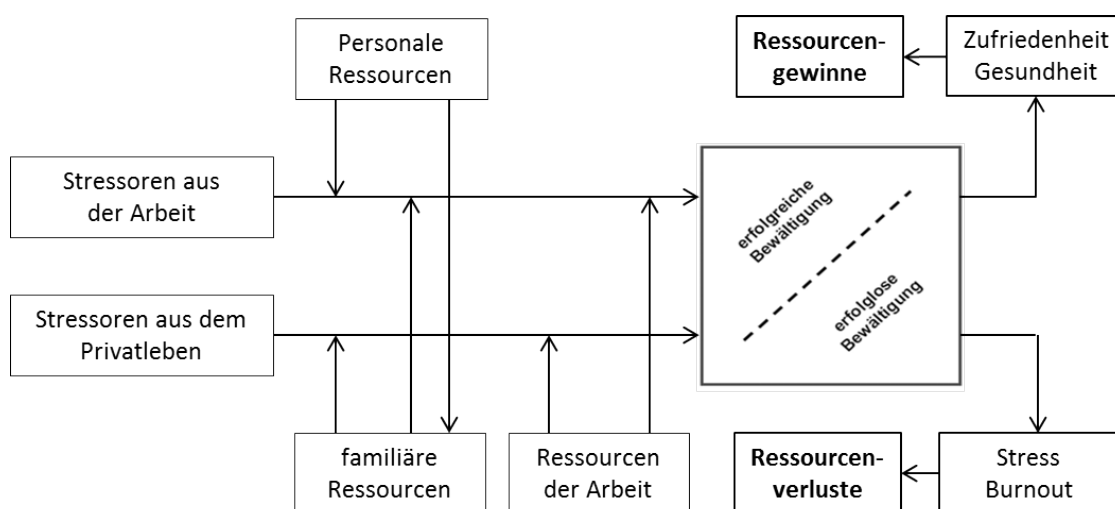 Personale
Ressourcen
Ressourcen-
gewinne
Zufriedenheit
Gesundheit
Stressoren aus
der Arbeit
erfolgreiche
Bewältigung
Stressoren aus dem
Privatleben
erfolglose
Bewältigung
familiäre
Ressourcen
Ressourcen
der Arbeit
Ressourcen-
verluste
Stress
Burnout